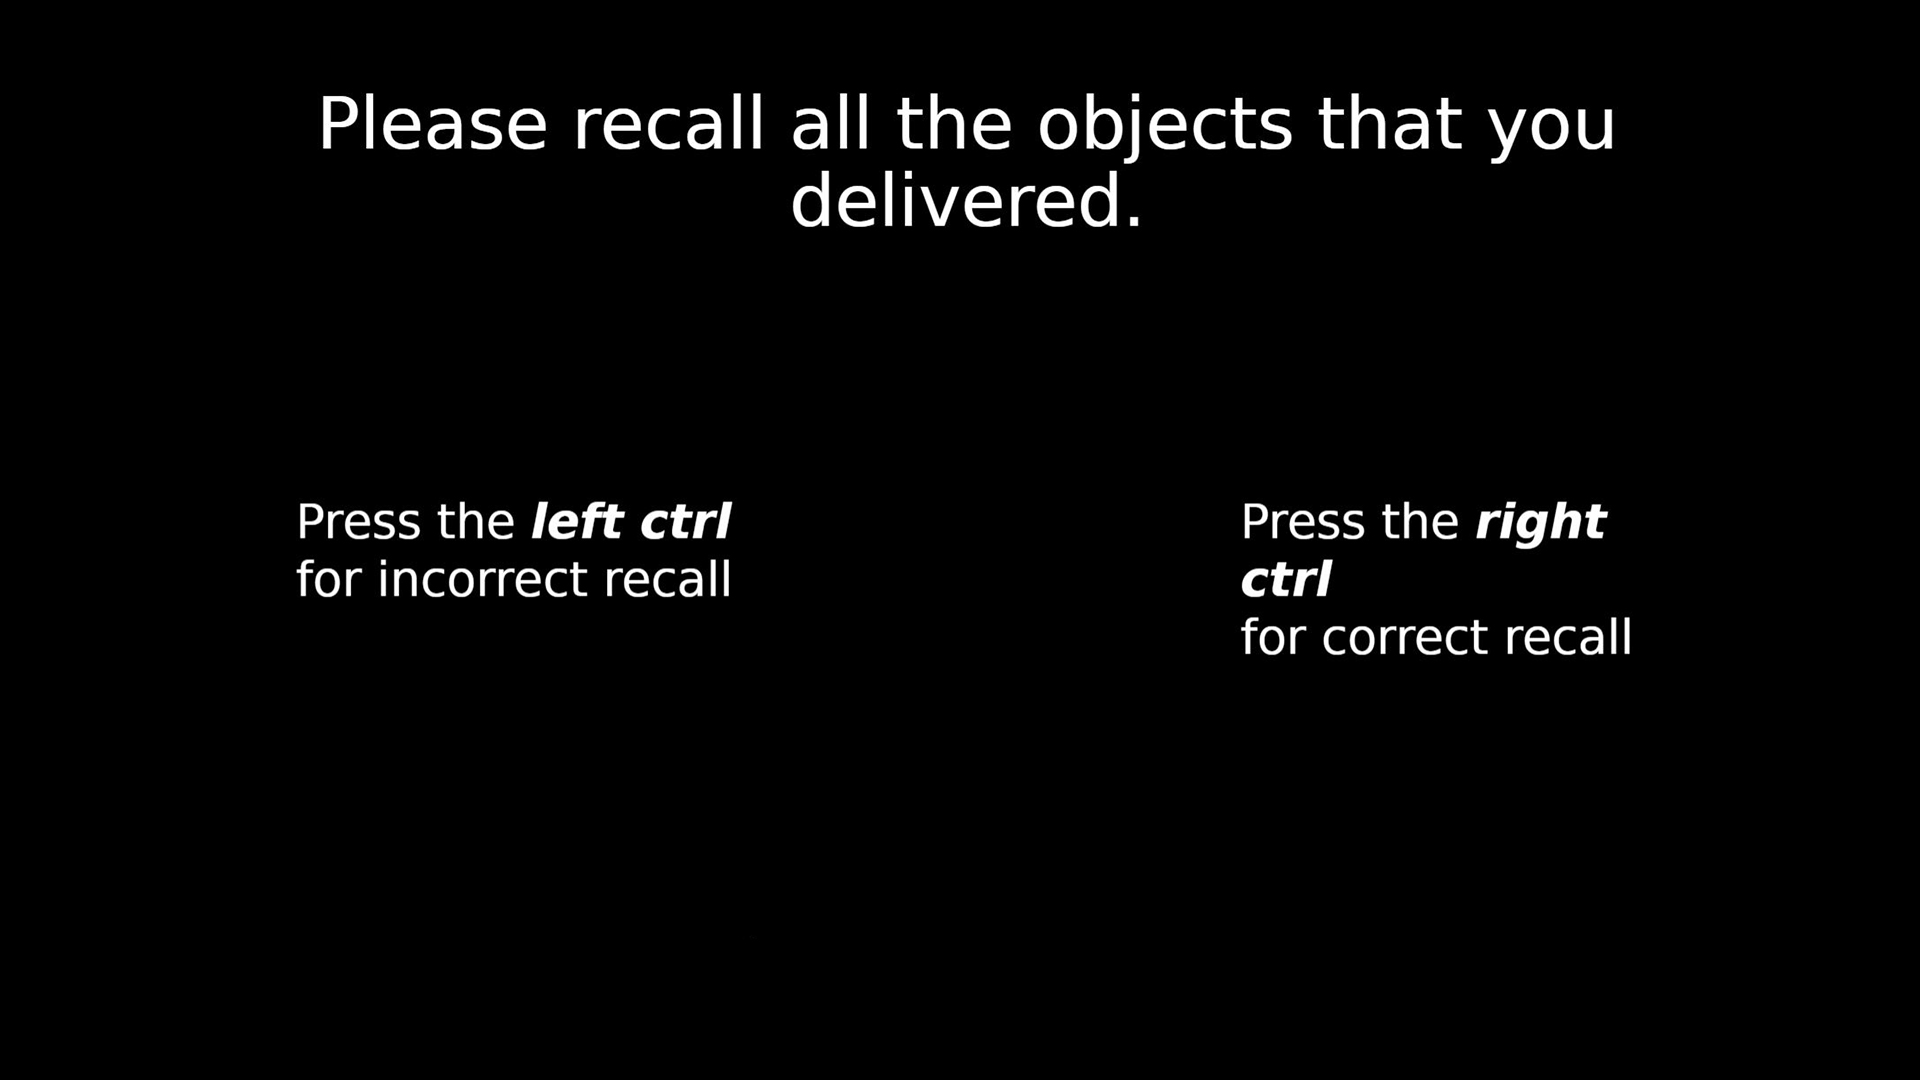 Please recall all the objects that you
delivered.
Press the left ctrl
for incorrect recall
Press the right
ctrl
for correct recall